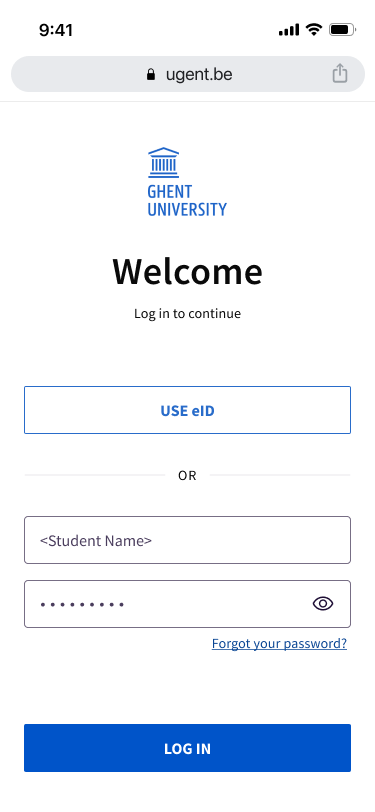 9:41
ugent.be
GHENT
UNIVERSITY
Welcome
Log in to continue
USE eID
OR
<Student Name>
Forgot your password?
LOG IN